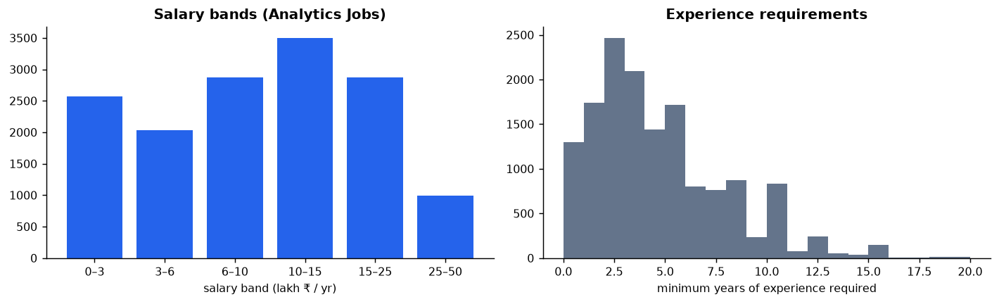 Salary bands (Analytics Jobs)
3500
3000
2500
2000
1500
1000
500
0
0–3 3–6 6–10 10–15 15–25 25–50
salary band (lakh ₹ / yr)
Experience requirements
2500
2000
1500
1000
500
0
0.0 2.5 5.0 7.5 10.0 12.5 15.0 17.5 20.0
minimum years of experience required